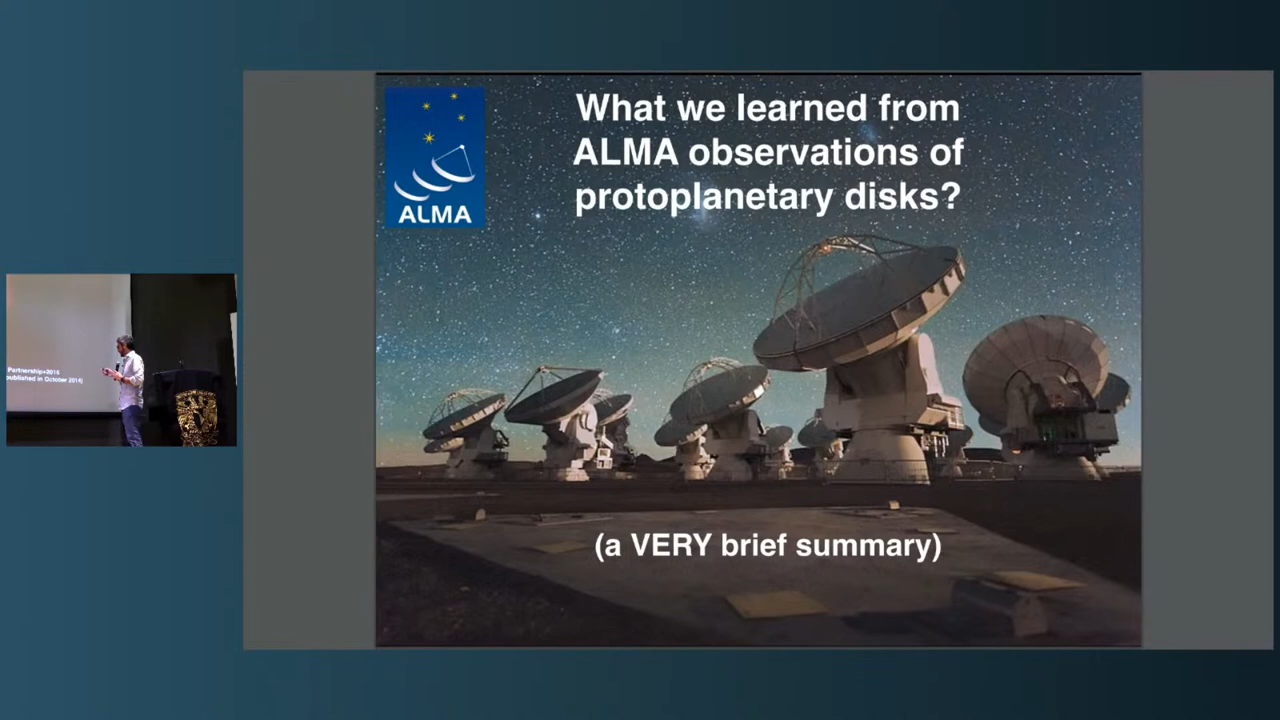 What we learned from
ALMA observations of
protoplanetary disks?
ALMA
(a VERY brief summary)
Partnership+2015
published in October 2014)